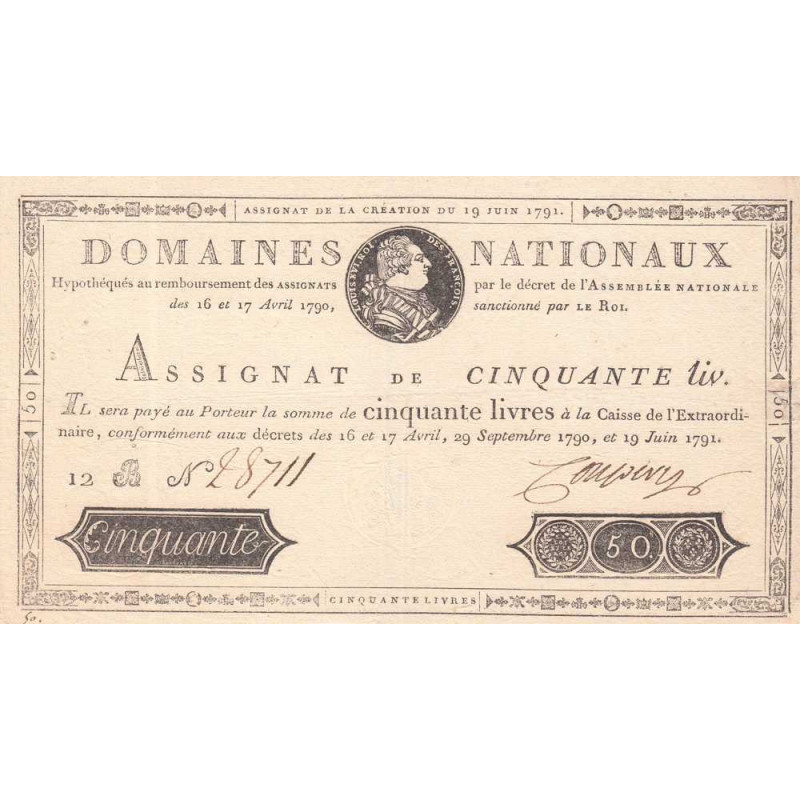 ASSIGNAT DE LA CRÉATION DU 19 JUIN 1791.
DOMAINES NATIONAUX
LOUIS XVI, ROI DES FRANÇOIS.
Hypothéqués au remboursement des ASSIGNATS par le décret de l'ASSEMBLÉE NATIONALE
des 16 et 17 Avril 1790, sanctionné par LE ROI.
ASSIGNAT DE CINQUANTE liv.
IL sera payé au Porteur la somme de cinquante livres à la Caisse de l'Extraordi-
naire, conformément aux décrets des 16 et 17 Avril, 29 Septembre 1790, et 19 Juin 1791.
50
50
12 B N 28711
Cinquante
50.
CINQUANTE LIVRES
50.